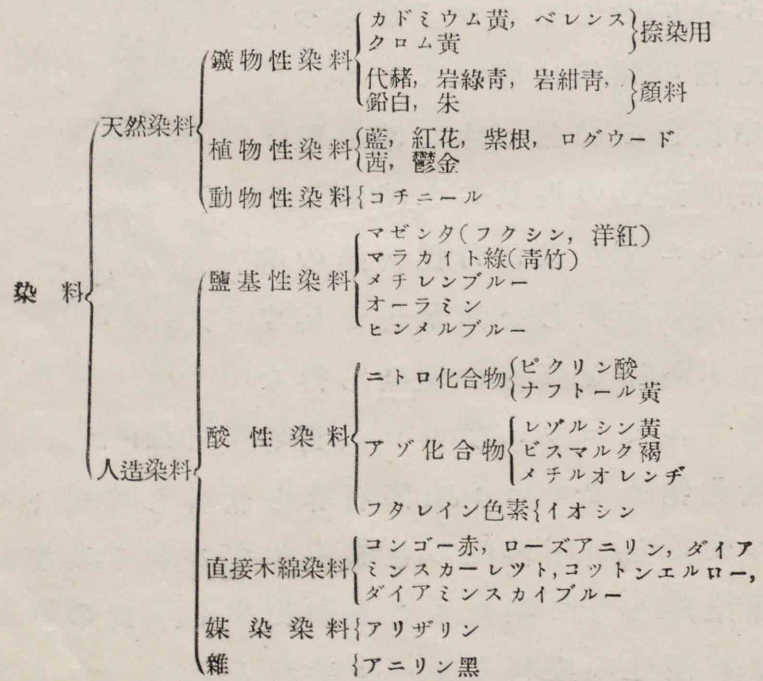 カドミウム黃, ベレンス
クロム黃
捺染用
鑛物性染料
代赭, 岩綠靑, 岩紺靑,
鉛白, 朱
顏料
天然染料
植物性染料
藍, 紅花, 紫根, ログウード
茜, 鬱金
動物性染料
コチニール
染料
マゼンタ(フクシン, 洋紅)
マラカイト綠(靑竹)
鹽基性染料
メチレンブルー
オーラミン
ヒンメルブルー
ニトロ化合物
ピクリン酸
ナフトール黃
酸性染料
アゾ化合物
レゾルシン黃
ビスマルク褐
メチルオレンヂ
人造染料
フタレイン色素
イオシン
直接木綿染料
コンゴー赤, ローズアニリン, ダイア
ミンスカーレツト, コツトンエルロー,
ダイアミンスカイブルー
媒染染料
アリザリン
雜
アニリン黑